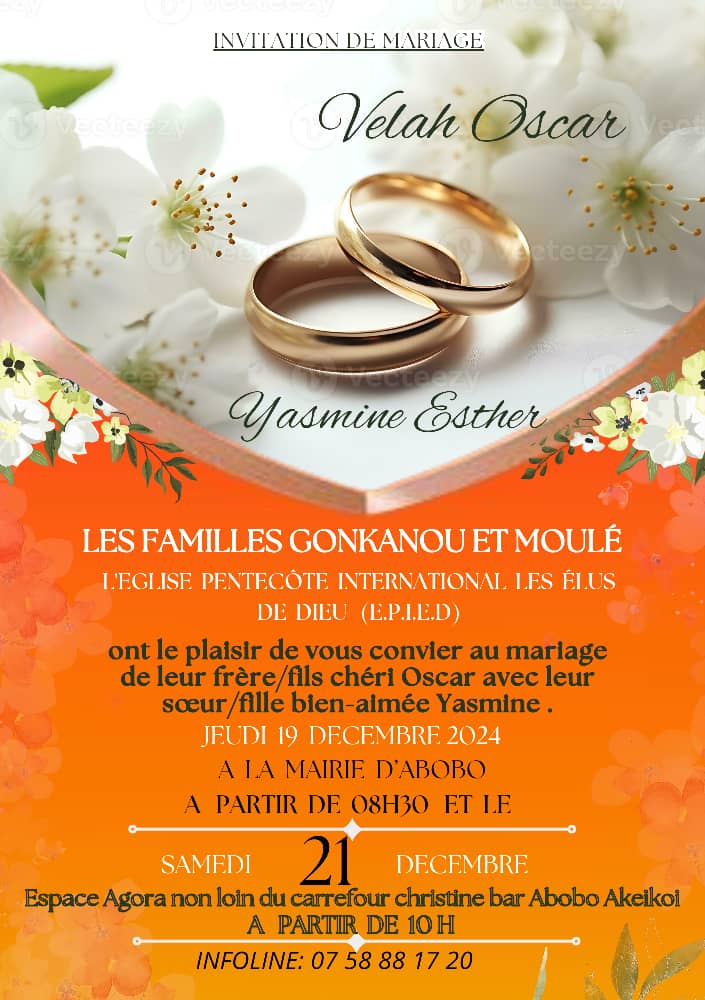 INVITATION DE MARIAGE
Velah Oscar
Yasmine Esther
LES FAMILLES GONKANOU ET MOULÉ
L'EGLISE PENTECÔTE INTERNATIONAL LES ÉLUS
DE DIEU (E.P.I.E.D)
ont le plaisir de vous convier au mariage
de leur frère/fils chéri Oscar avec leur
sœur/fille bien-aimée Yasmine .
JEUDI 19 DECEMBRE 2024
A LA MAIRIE D'ABOBO
A PARTIR DE 08H30 ET LE
SAMEDI 21 DECEMBRE
Espace Agora non loin du carrefour christine bar Abobo Akeikoi
A PARTIR DE 10 H
INFOLINE: 07 58 88 17 20
Vecteezy